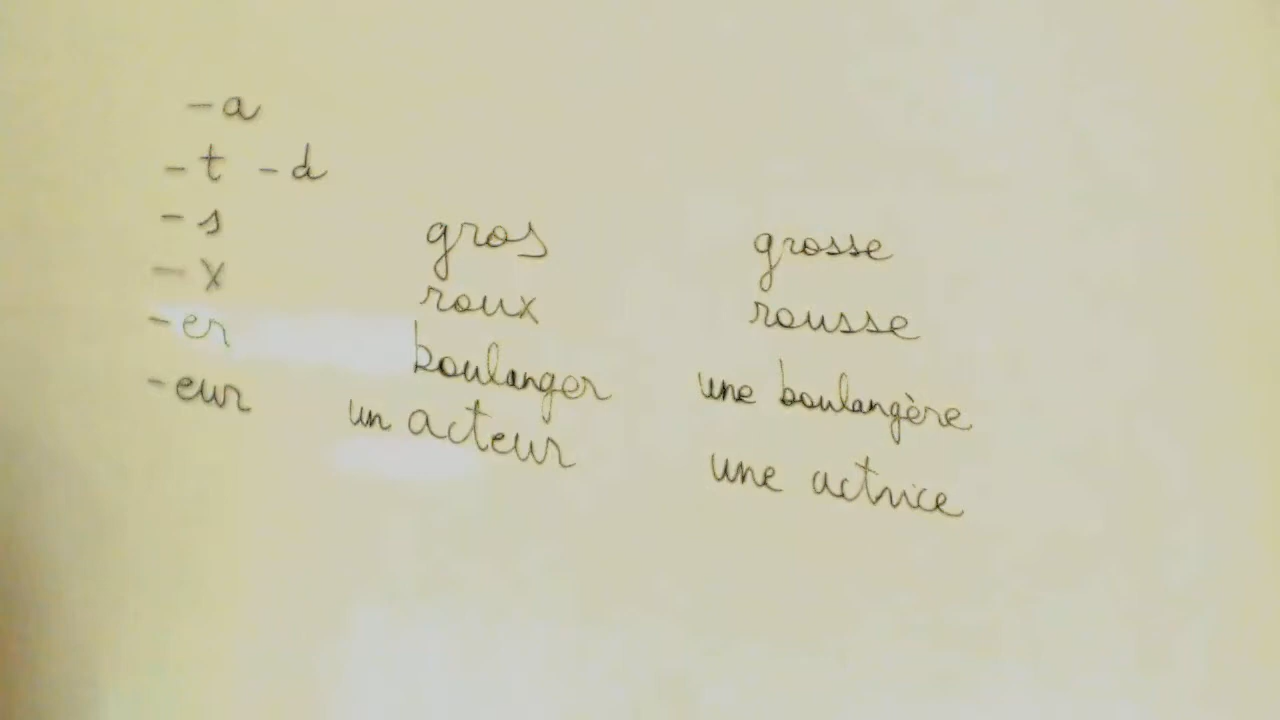 -a
-t -d
-s gros grosse
-x roux rousse
-er boulanger une boulangère
-eur un acteur une actrice